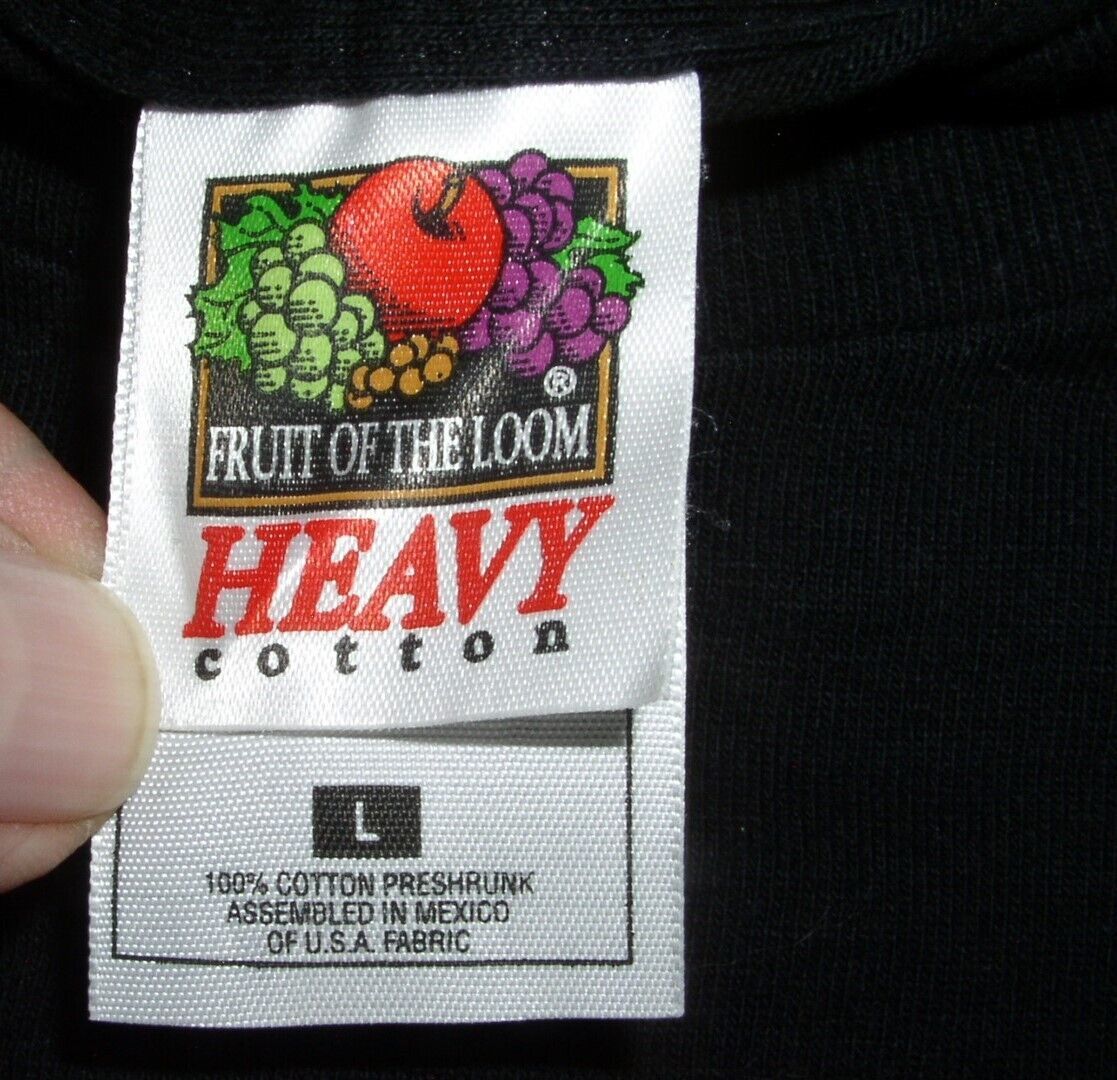 ®
FRUIT OF THE LOOM
HEAVY
cotton
L
100% COTTON PRESHRUNK
ASSEMBLED IN MEXICO
OF U.S.A. FABRIC